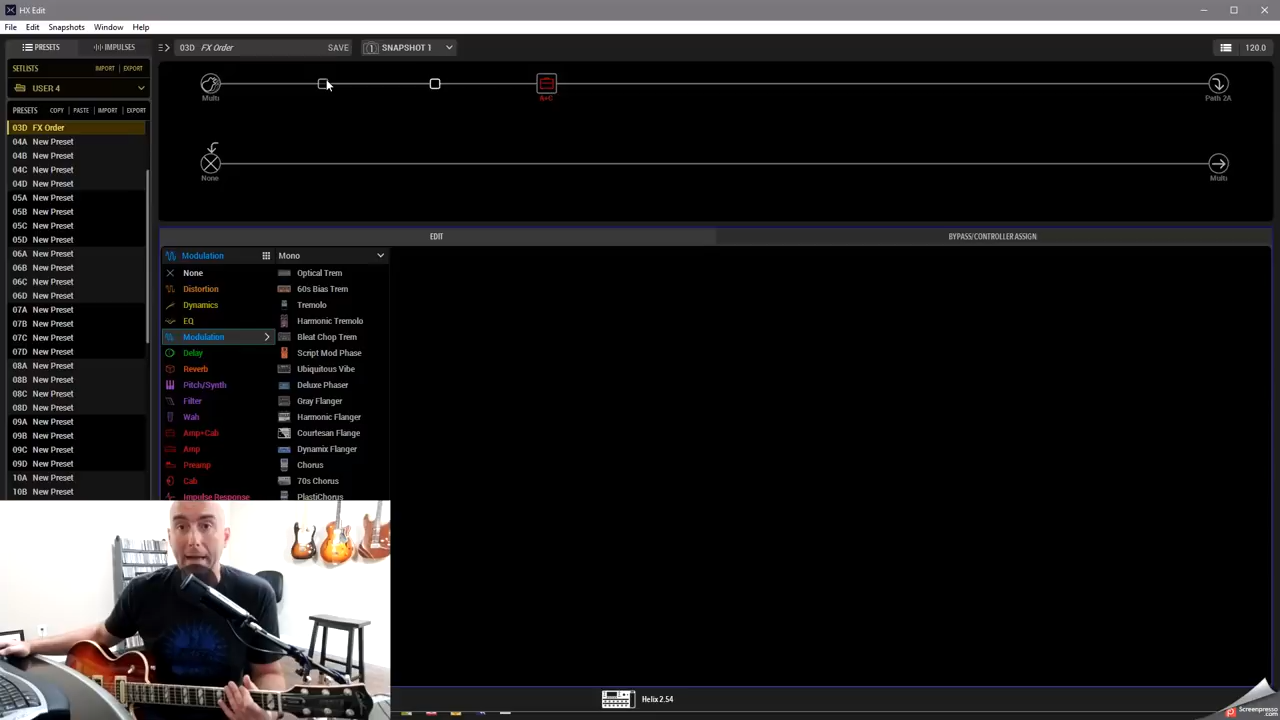 HX Edit
File Edit Snapshots Window Help
PRESETS IMPULSES
03D FX Order SAVE
1 SNAPSHOT 1
120.0
SETLISTS IMPORT EXPORT
USER 4
PRESETS COPY PASTE IMPORT EXPORT
03D FX Order
04A New Preset
04B New Preset
04C New Preset
04D New Preset
05A New Preset
05B New Preset
05C New Preset
05D New Preset
06A New Preset
06B New Preset
06C New Preset
06D New Preset
07A New Preset
07B New Preset
07C New Preset
07D New Preset
08A New Preset
08B New Preset
08C New Preset
08D New Preset
09A New Preset
09B New Preset
09C New Preset
09D New Preset
10A New Preset
10B New Preset
Multi
A+C
Path 2A
None
Multi
EDIT
BYPASS/CONTROLLER ASSIGN
Modulation
None
Distortion
Dynamics
EQ
Modulation
Delay
Reverb
Pitch/Synth
Filter
Wah
Amp+Cab
Amp
Preamp
Cab
Impulse Response
Mono
Optical Trem
60s Bias Trem
Tremolo
Harmonic Tremolo
Bleat Chop Trem
Script Mod Phase
Ubiquitous Vibe
Deluxe Phaser
Gray Flanger
Harmonic Flanger
Courtesan Flange
Dynamix Flanger
Chorus
70s Chorus
PlastiChorus
Helix 2.54
Screenpresso.com